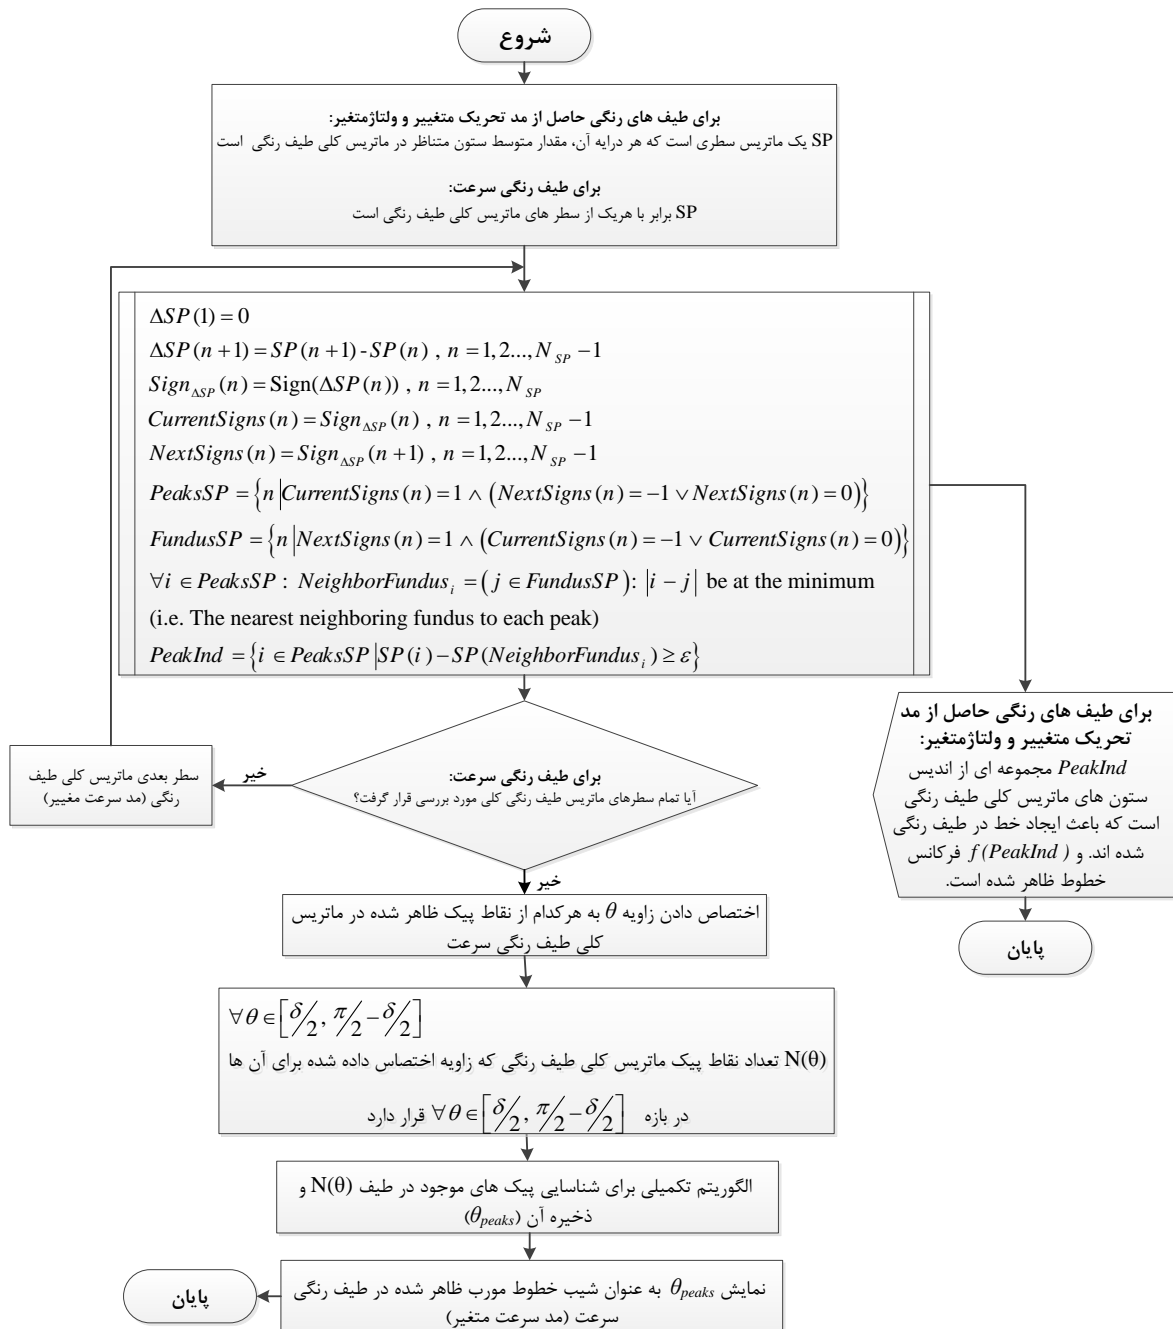 شروع
برای طیف های رنگی حاصل از مد تحریک متغییر و ولتاژمتغیر:
SP یک ماتریس سطری است که هر درایه آن، مقدار متوسط ستون متناظر در ماتریس کلی طیف رنگی است
برای طیف رنگی سرعت:
SP برابر با هریک از سطر های ماتریس کلی طیف رنگی است
ΔSP(1) = 0
ΔSP(n+1) = SP(n+1) - SP(n) , n = 1, 2..., N_SP − 1
Sign_ΔSP(n) = Sign(ΔSP(n)) , n = 1, 2..., N_SP
CurrentSigns(n) = Sign_ΔSP(n) , n = 1, 2..., N_SP − 1
NextSigns(n) = Sign_ΔSP(n+1) , n = 1, 2..., N_SP − 1
PeaksSP = {n |CurrentSigns(n) = 1 ∧ (NextSigns(n) = −1 ∨ NextSigns(n) = 0)}
FundusSP = {n |NextSigns(n) = 1 ∧ (CurrentSigns(n) = −1 ∨ CurrentSigns(n) = 0)}
∀i ∈ PeaksSP : NeighborFundus_i = (j ∈ FundusSP): |i − j| be at the minimum
(i.e. The nearest neighboring fundus to each peak)
PeakInd = {i ∈ PeaksSP |SP(i) − SP(NeighborFundus_i) ≥ ε}
برای طیف های رنگی حاصل از مد
تحریک متغییر و ولتاژمتغیر:
PeakInd مجموعه ای از اندیس
ستون های ماتریس کلی طیف رنگی
است که باعث ایجاد خط در طیف رنگی
شده اند. و f (PeakInd ) فرکانس
خطوط ظاهر شده است.
پایان
برای طیف رنگی سرعت:
آیا تمام سطرهای ماتریس طیف رنگی کلی مورد بررسی قرار گرفت؟
خیر
سطر بعدی ماتریس کلی طیف
رنگی (مد سرعت مغییر)
خیر
اختصاص دادن زاویه θ به هرکدام از نقاط پیک ظاهر شده در ماتریس
کلی طیف رنگی سرعت
∀θ ∈ [δ/2, π/2 − δ/2]
N(θ) تعداد نقاط پیک ماتریس کلی طیف رنگی که زاویه اختصاص داده شده برای آن ها
در بازه ∀θ ∈ [δ/2, π/2 − δ/2] قرار دارد
الگوریتم تکمیلی برای شناسایی پیک های موجود در طیف N(θ) و
ذخیره آن (θ_peaks)
نمایش θ_peaks به عنوان شیب خطوط مورب ظاهر شده در طیف رنگی
سرعت (مد سرعت متغیر)
پایان